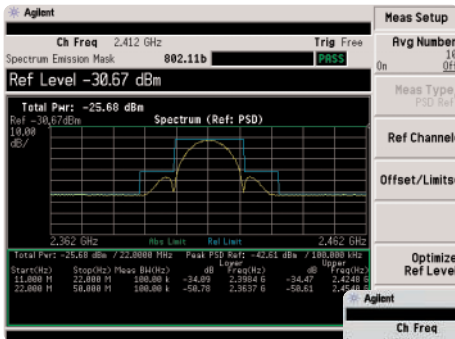 Agilent
Meas Setup
Ch Freq 2.412 GHz Trig Free
Spectrum Emission Mask 802.11b PASS
Avg Number
10
On Off
Ref Level -30.67 dBm
Meas Type
PSD Ref
Total Pwr: -25.68 dBm
Ref -30.67dBm Spectrum (Ref: PSD)
10.00
dB/
Ref Channel
Offset/Limits
2.362 GHz Abs Limit Rel Limit 2.462 GHz
Total Pwr: -25.68 dBm / 22.0000 MHz Peak PSD Ref: -42.61 dBm / 100.000 kHz
Lower Upper
Start(Hz) Stop(Hz) Meas BW(Hz) dB Freq(Hz) dB Freq(Hz)
11.000 M 22.000 M 100.00 k -34.09 2.3984 G -34.47 2.4248 G
22.000 M 50.000 M 100.00 k -50.78 2.3637 G -50.61
Optimize
Ref Level
Agilent
Ch Freq